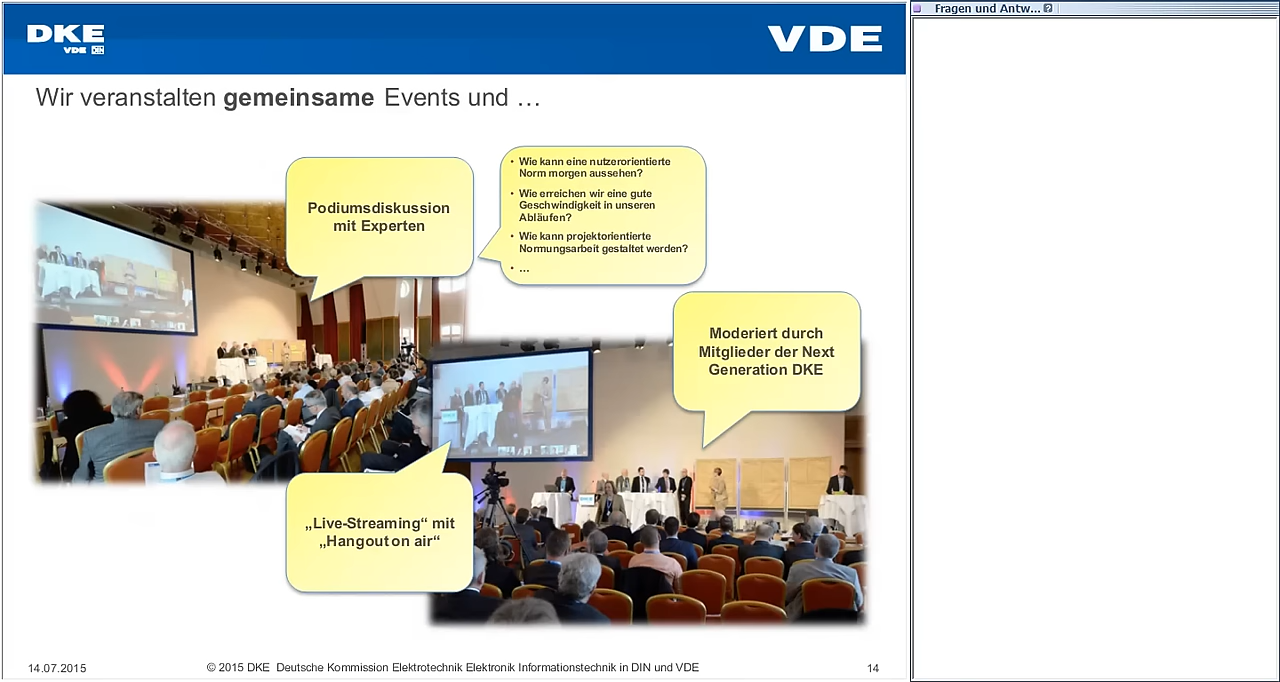 DKE
VDE DIN
VDE
Fragen und Antw...
Wir veranstalten gemeinsame Events und …
Podiumsdiskussion
mit Experten
• Wie kann eine nutzerorientierte
Norm morgen aussehen?
• Wie erreichen wir eine gute
Geschwindigkeit in unseren
Abläufen?
• Wie kann projektorientierte
Normungsarbeit gestaltet werden?
• ...
Moderiert durch
Mitglieder der Next
Generation DKE
„Live-Streaming“ mit
„Hangout on air“
14.07.2015
© 2015 DKE Deutsche Kommission Elektrotechnik Elektronik Informationstechnik in DIN und VDE
14